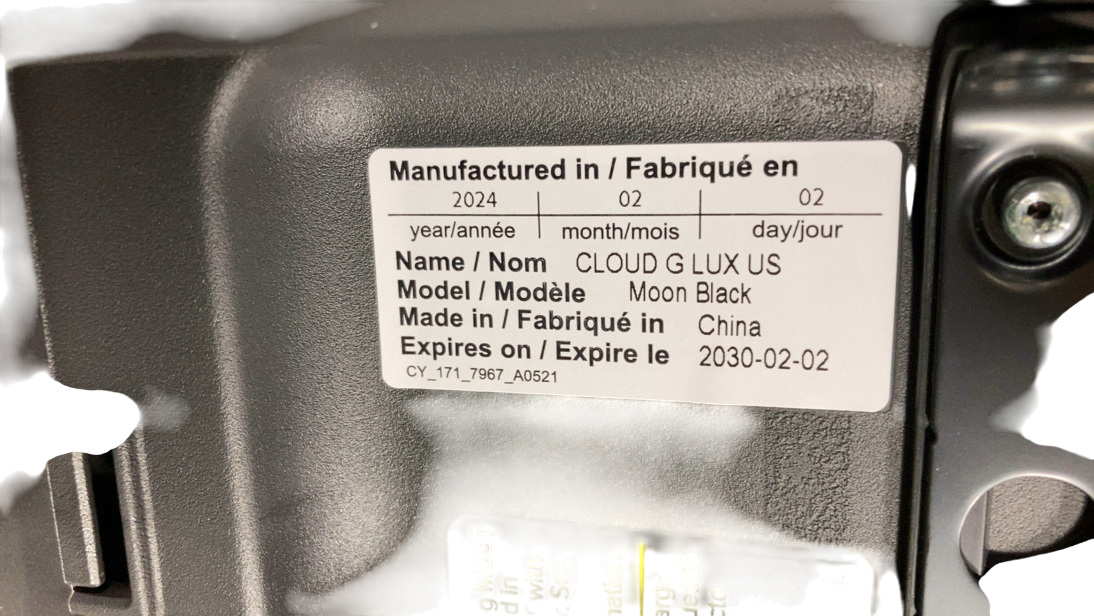 Manufactured in / Fabriqué en
2024 02 02
year/année month/mois day/jour
Name / Nom CLOUD G LUX US
Model / Modèle Moon Black
Made in / Fabriqué in China
Expires on / Expire le 2030-02-02
CY_171_7967_A0521